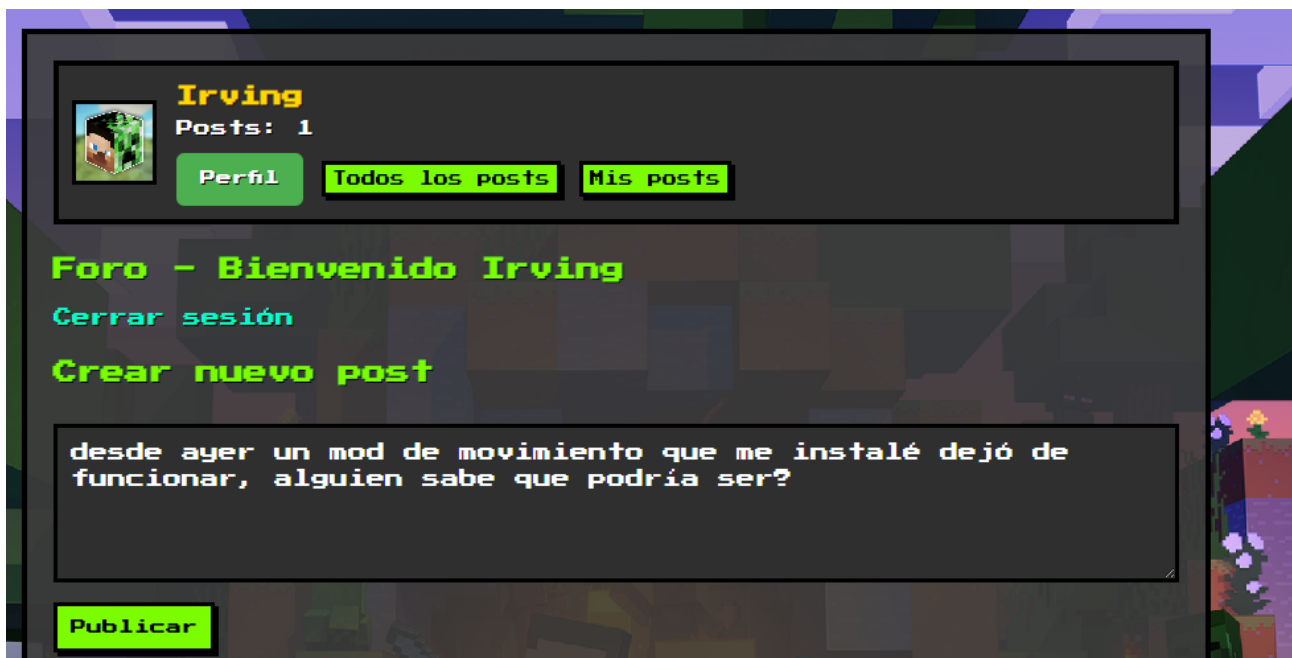 Irving
Posts: 1
Perfil
Todos los posts
Mis posts
Foro - Bienvenido Irving
Cerrar sesión
Crear nuevo post
desde ayer un mod de movimiento que me instalé dejó de
funcionar, alguien sabe que podría ser?
Publicar